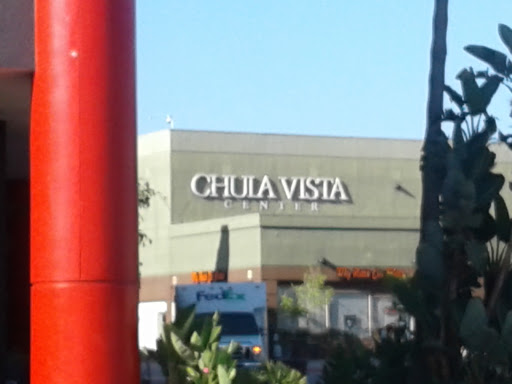 CHULA VISTA
CENTER
FedEx